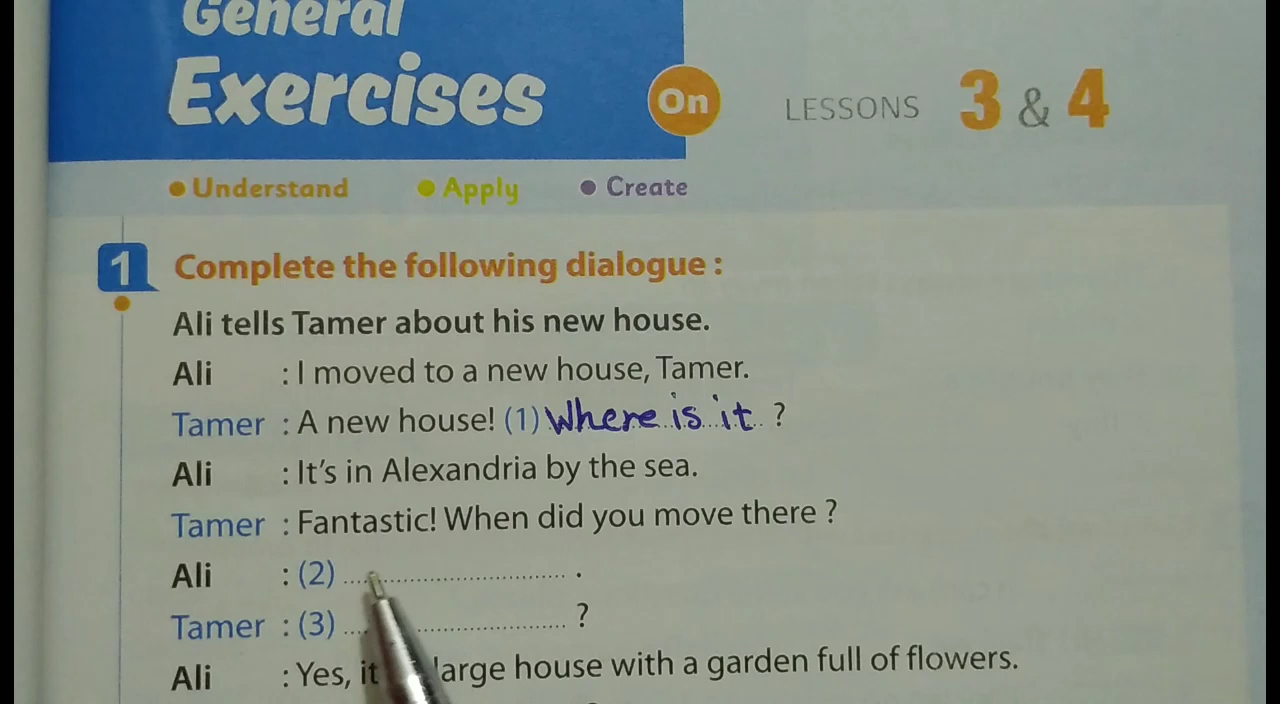 General
Exercises
On
LESSONS 3 & 4
Understand Apply Create
1 Complete the following dialogue :
Ali tells Tamer about his new house.
Ali : I moved to a new house, Tamer.
Tamer : A new house! (1) Where is it ?
Ali : It's in Alexandria by the sea.
Tamer : Fantastic! When did you move there ?
Ali : (2) ........................................ .
Tamer : (3) ........................................ ?
Ali : Yes, it large house with a garden full of flowers.